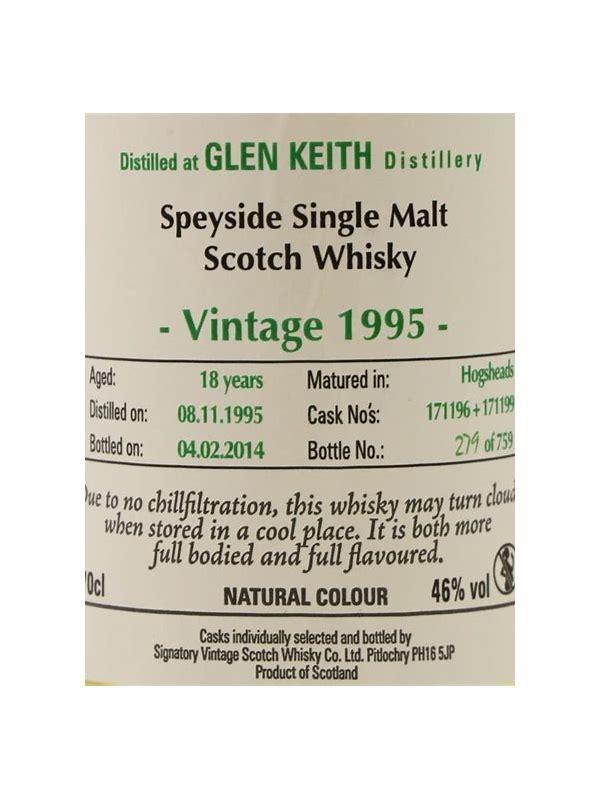 Distilled at GLEN KEITH Distillery
Speyside Single Malt
Scotch Whisky
- Vintage 1995 -
Aged: 18 years Matured in: Hogsheads
Distilled on: 08.11.1995 Cask No's: 171196+171199
Bottled on: 04.02.2014 Bottle No.: 279 of 759
Due to no chillfiltration, this whisky may turn cloud
when stored in a cool place. It is both more
full bodied and full flavoured.
0cl NATURAL COLOUR 46% vol
Casks individually selected and bottled by
Signatory Vintage Scotch Whisky Co. Ltd. Pitlochry PH16 5JP
Product of Scotland